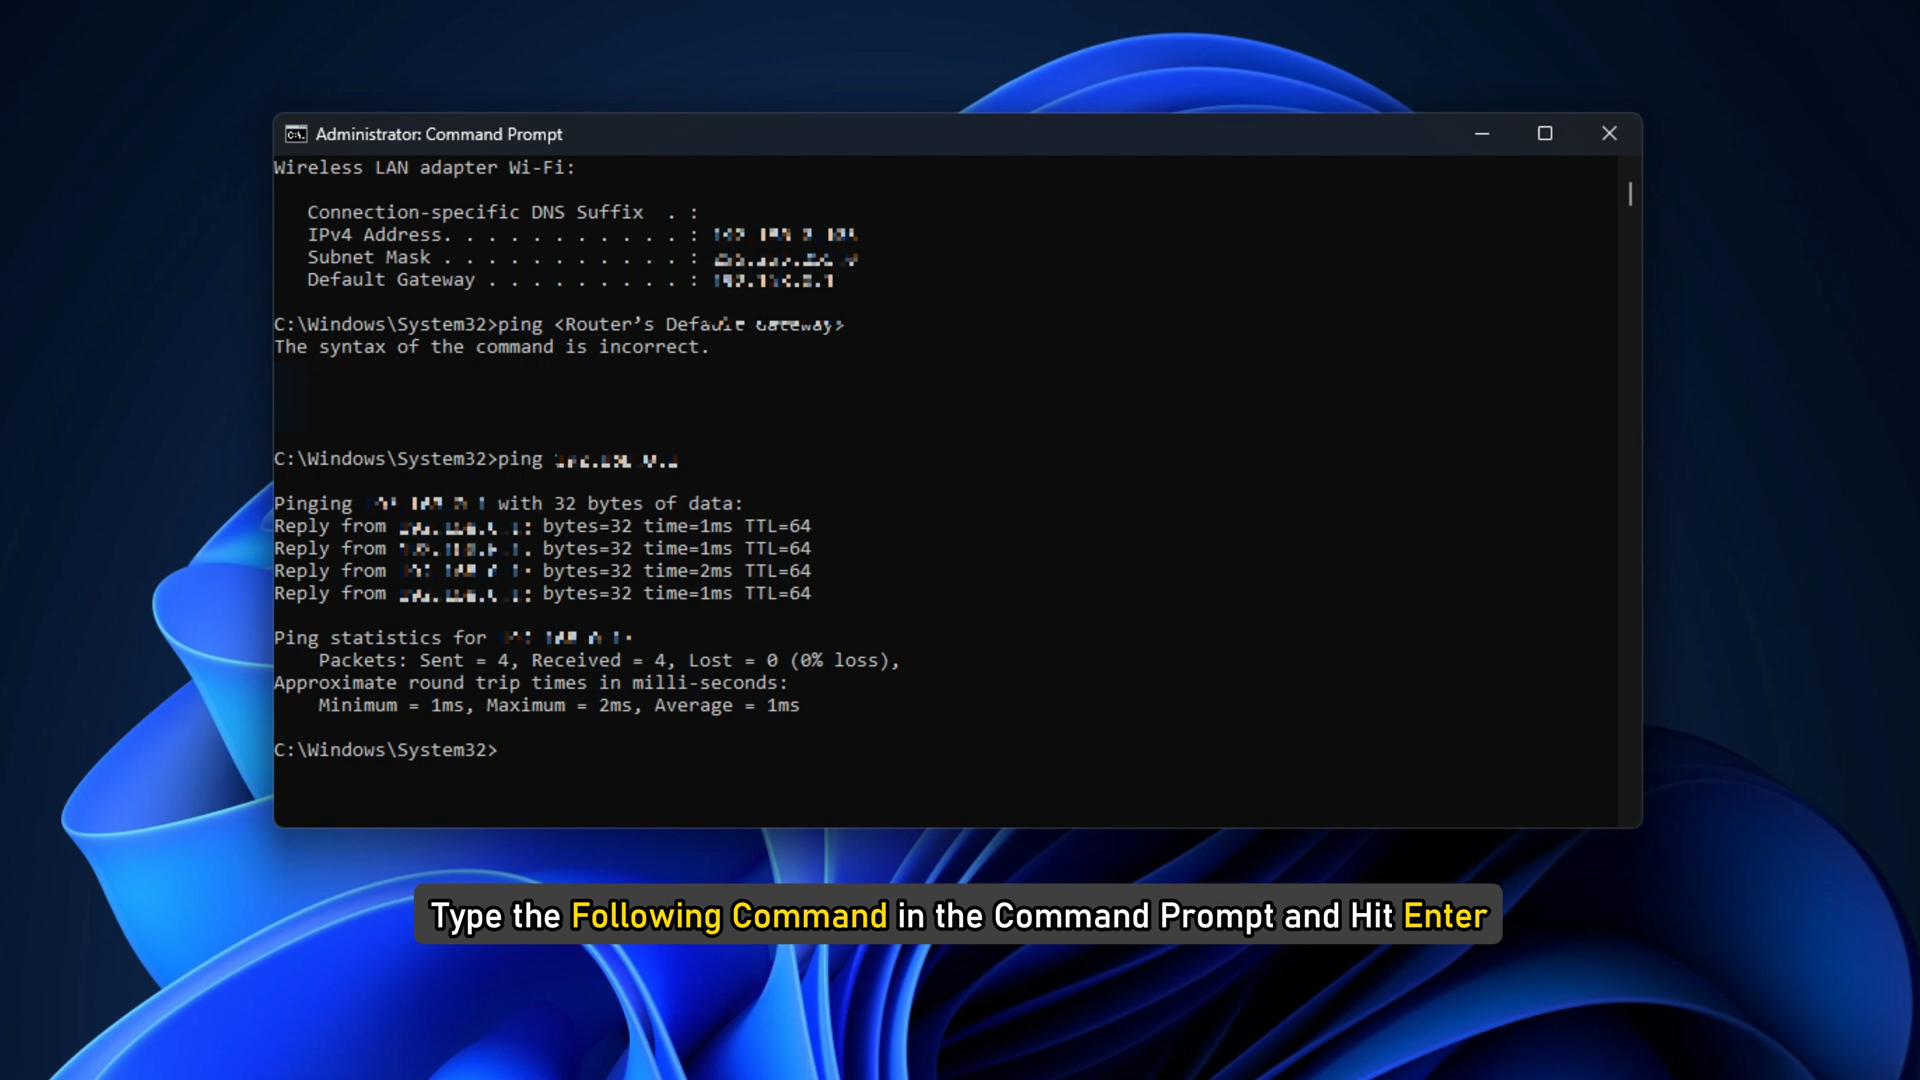 Administrator: Command Prompt
Wireless LAN adapter Wi-Fi:
Connection-specific DNS Suffix . :
IPv4 Address. . . . . . . . . . . :
Subnet Mask . . . . . . . . . . . :
Default Gateway . . . . . . . . . :
C:\Windows\System32>ping <Router’s Default Gateway>
The syntax of the command is incorrect.
C:\Windows\System32>ping
Pinging with 32 bytes of data:
Reply from : bytes=32 time=1ms TTL=64
Reply from bytes=32 time=1ms TTL=64
Reply from bytes=32 time=2ms TTL=64
Reply from : bytes=32 time=1ms TTL=64
Ping statistics for
Packets: Sent = 4, Received = 4, Lost = 0 (0% loss),
Approximate round trip times in milli-seconds:
Minimum = 1ms, Maximum = 2ms, Average = 1ms
C:\Windows\System32>
Type the Following Command in the Command Prompt and Hit Enter